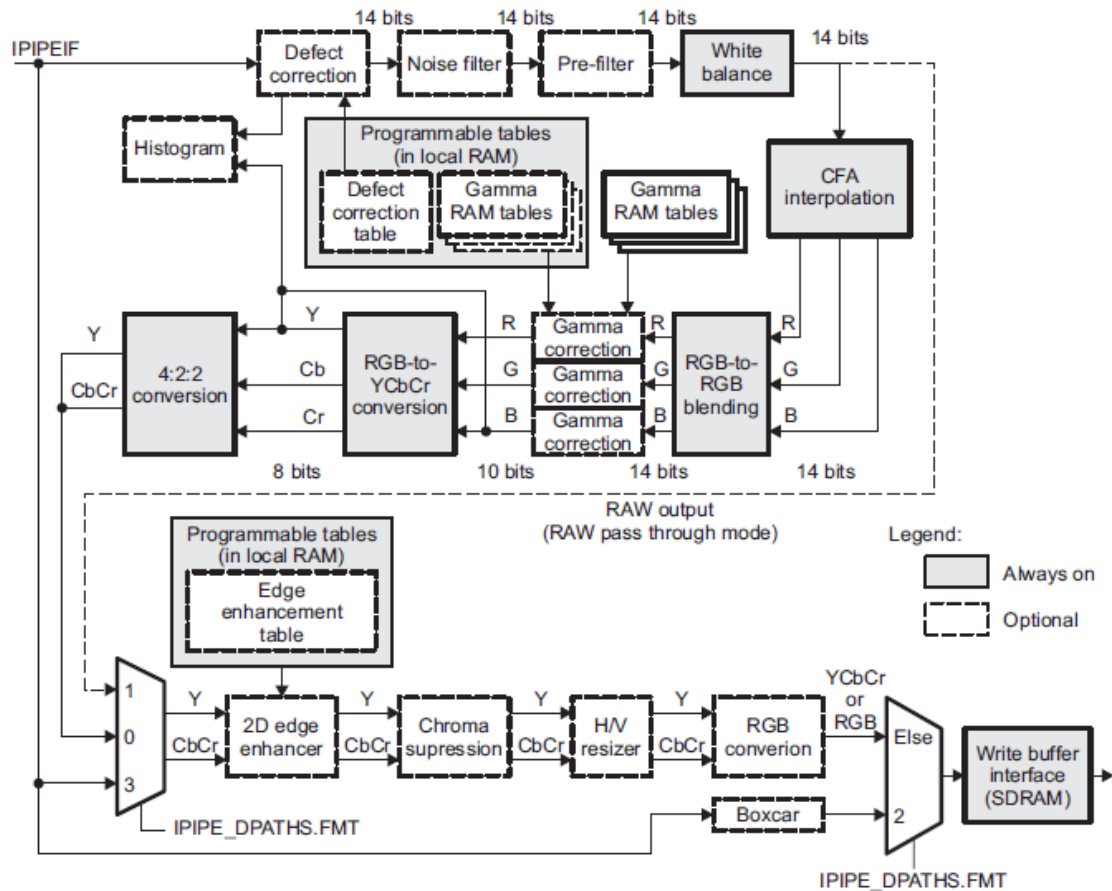 14 bits
14 bits
14 bits
14 bits
IPIPEIF
Defect
correction
Noise filter
Pre-filter
White
balance
Histogram
Programmable tables
(in local RAM)
Defect
correction
table
Gamma
RAM tables
Gamma
RAM tables
CFA
interpolation
Y
CbCr
4:2:2
conversion
Y
Cb
Cr
RGB-to-
YCbCr
conversion
R
G
B
Gamma
correction
Gamma
correction
Gamma
correction
R
G
B
RGB-to-
RGB
blending
R
G
B
8 bits
10 bits
14 bits
14 bits
RAW output
(RAW pass through mode)
Legend:
Always on
Optional
Programmable tables
(in local RAM)
Edge
enhancement
table
1
0
3
IPIPE_DPATHS.FMT
Y
CbCr
2D edge
enhancer
Y
CbCr
Chroma
supression
Y
CbCr
H/V
resizer
Y
CbCr
RGB
converion
YCbCr
or
RGB
Boxcar
Else
2
IPIPE_DPATHS.FMT
Write buffer
interface
(SDRAM)